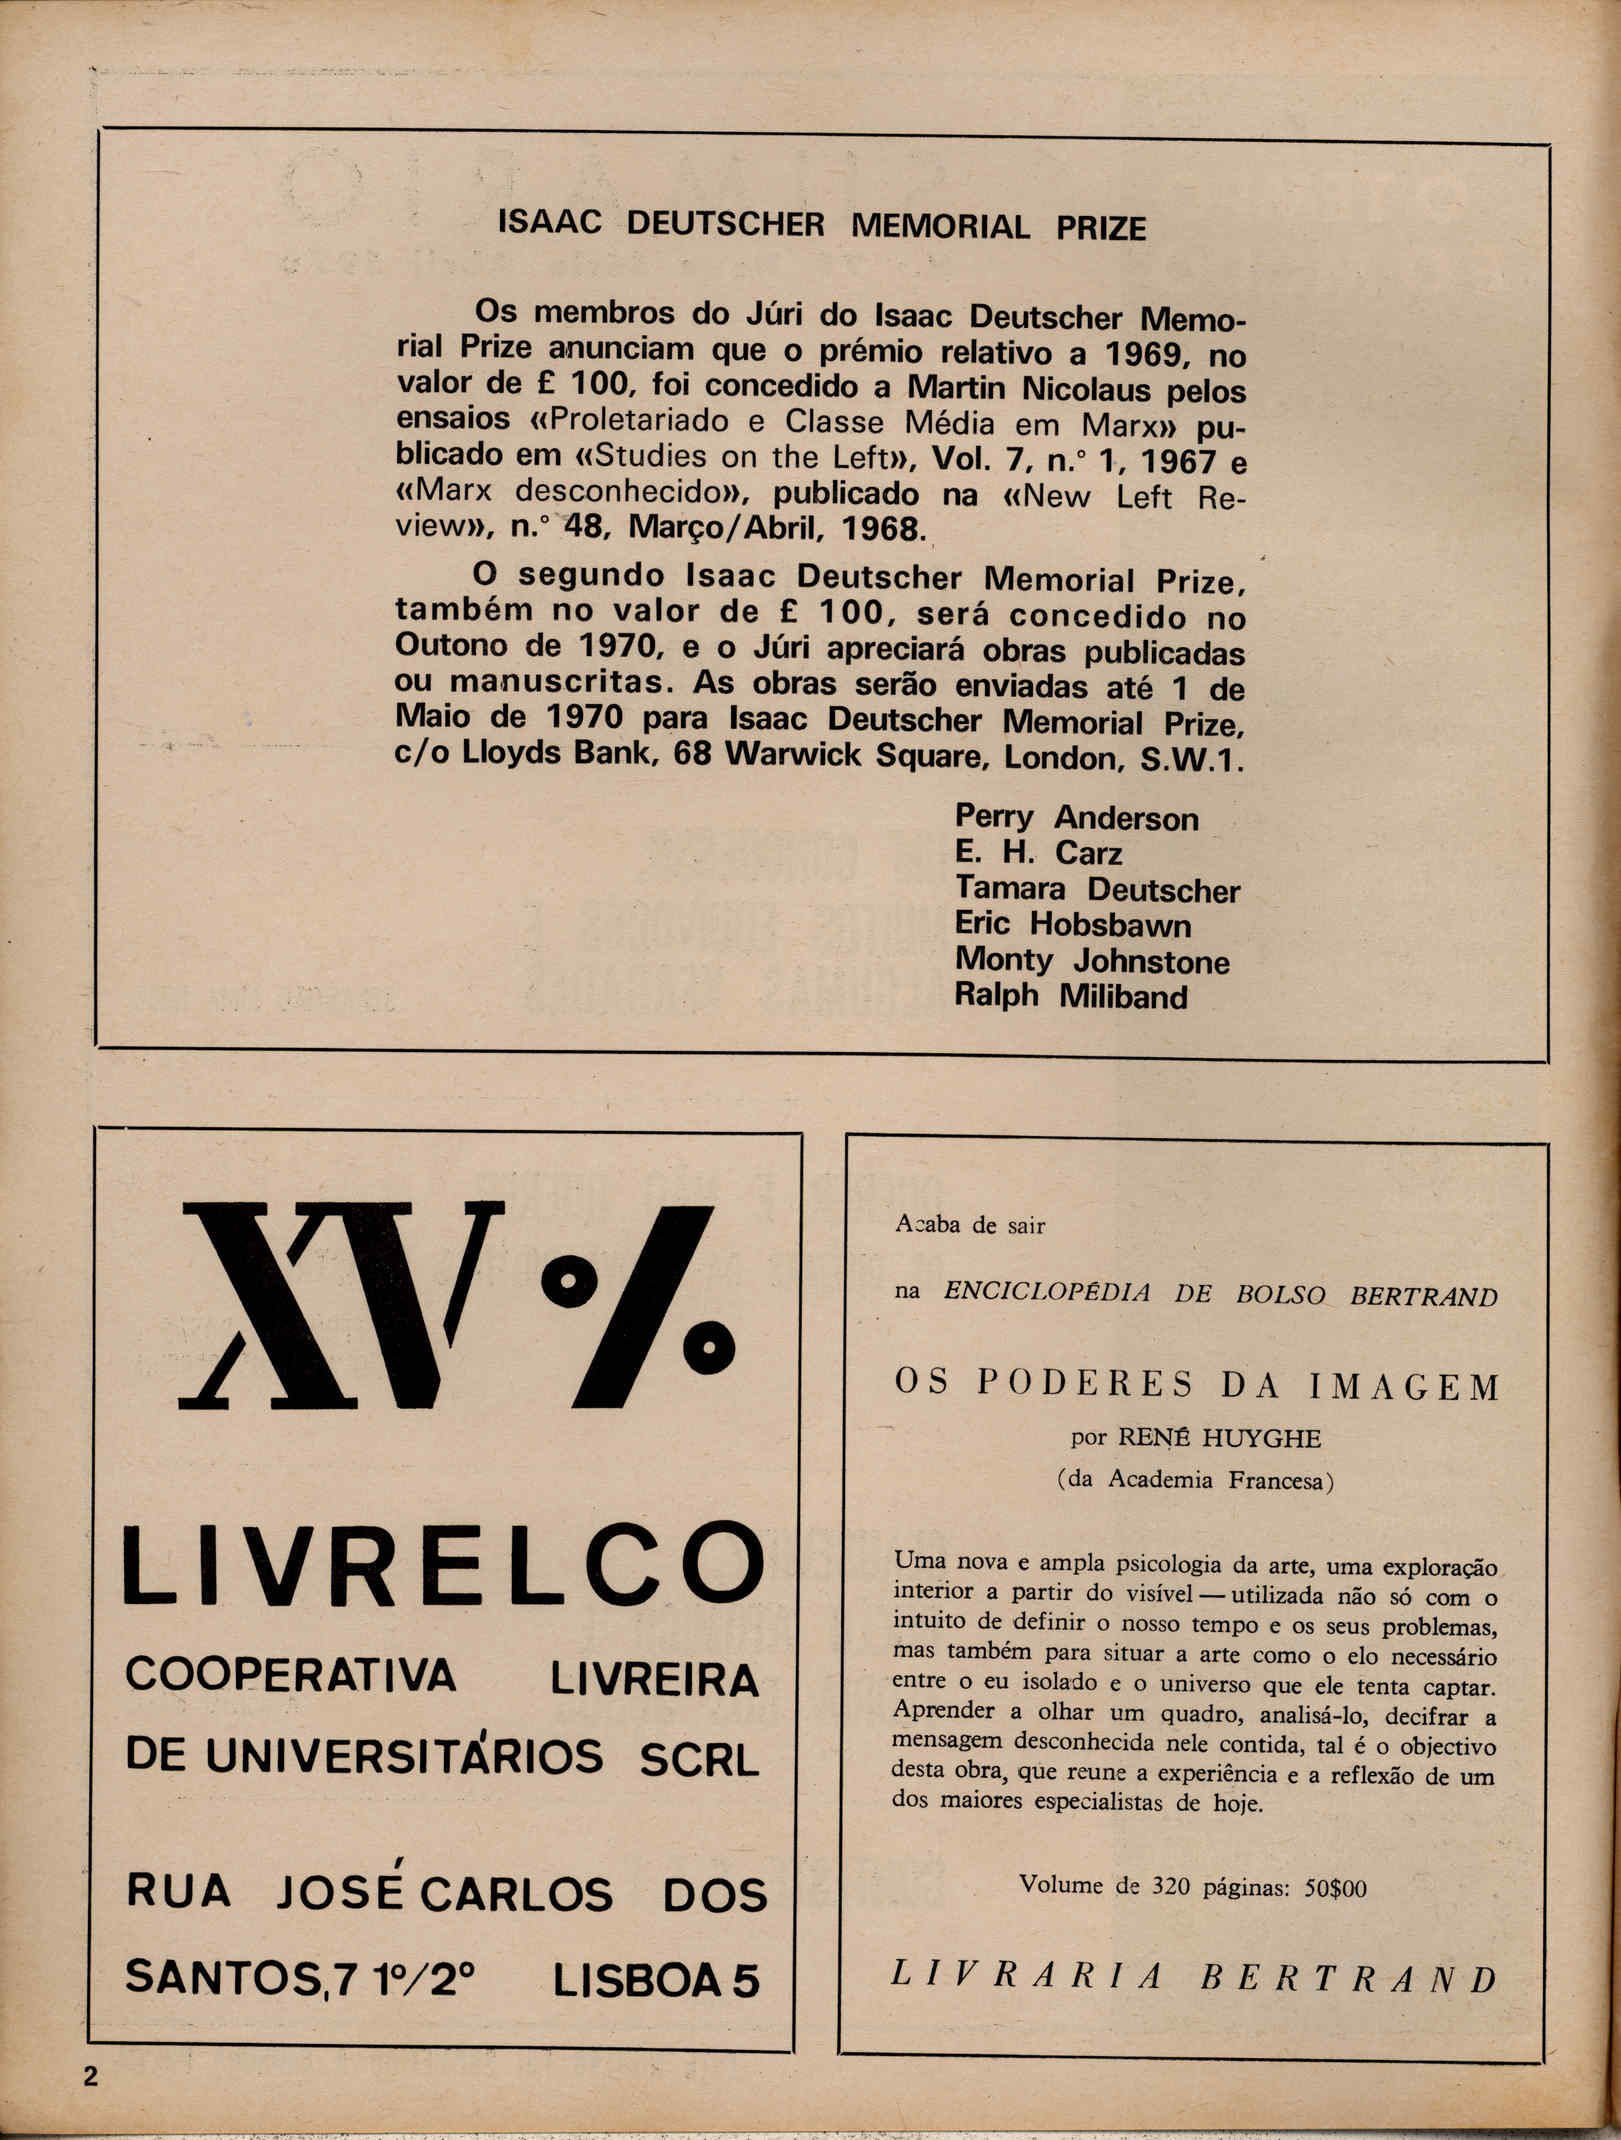 ISAAC DEUTSCHER MEMORIAL PRIZE
Os membros do Júri do Isaac Deutscher Memo-
rial Prize anunciam que o prémio relativo a 1969, no
valor de £ 100, foi concedido a Martin Nicolaus pelos
ensaios «Proletariado e Classe Média em Marx» pu-
blicado em «Studies on the Left», Vol. 7, n.º 1, 1967 e
«Marx desconhecido», publicado na «New Left Re-
view», n.º 48, Março/Abril, 1968.
O segundo Isaac Deutscher Memorial Prize,
também no valor de £ 100, será concedido no
Outono de 1970, e o Júri apreciará obras publicadas
ou manuscritas. As obras serão enviadas até 1 de
Maio de 1970 para Isaac Deutscher Memorial Prize,
c/o Lloyds Bank, 68 Warwick Square, London, S.W.1.
Perry Anderson
E. H. Carz
Tamara Deutscher
Eric Hobsbawn
Monty Johnstone
Ralph Miliband
XV%
LIVRELCO
COOPERATIVA LIVREIRA
DE UNIVERSITÁRIOS SCRL
RUA JOSÉ CARLOS DOS
SANTOS,7 1º/2º LISBOA 5
Acaba de sair
na ENCICLOPÉDIA DE BOLSO BERTRAND
OS PODERES DA IMAGEM
por RENÉ HUYGHE
(da Academia Francesa)
Uma nova e ampla psicologia da arte, uma exploração
interior a partir do visível — utilizada não só com o
intuito de definir o nosso tempo e os seus problemas,
mas também para situar a arte como o elo necessário
entre o eu isolado e o universo que ele tenta captar.
Aprender a olhar um quadro, analisá-lo, decifrar a
mensagem desconhecida nele contida, tal é o objectivo
desta obra, que reune a experiência e a reflexão de um
dos maiores especialistas de hoje.
Volume de 320 páginas: 50$00
LIVRARIA BERTRAND
2